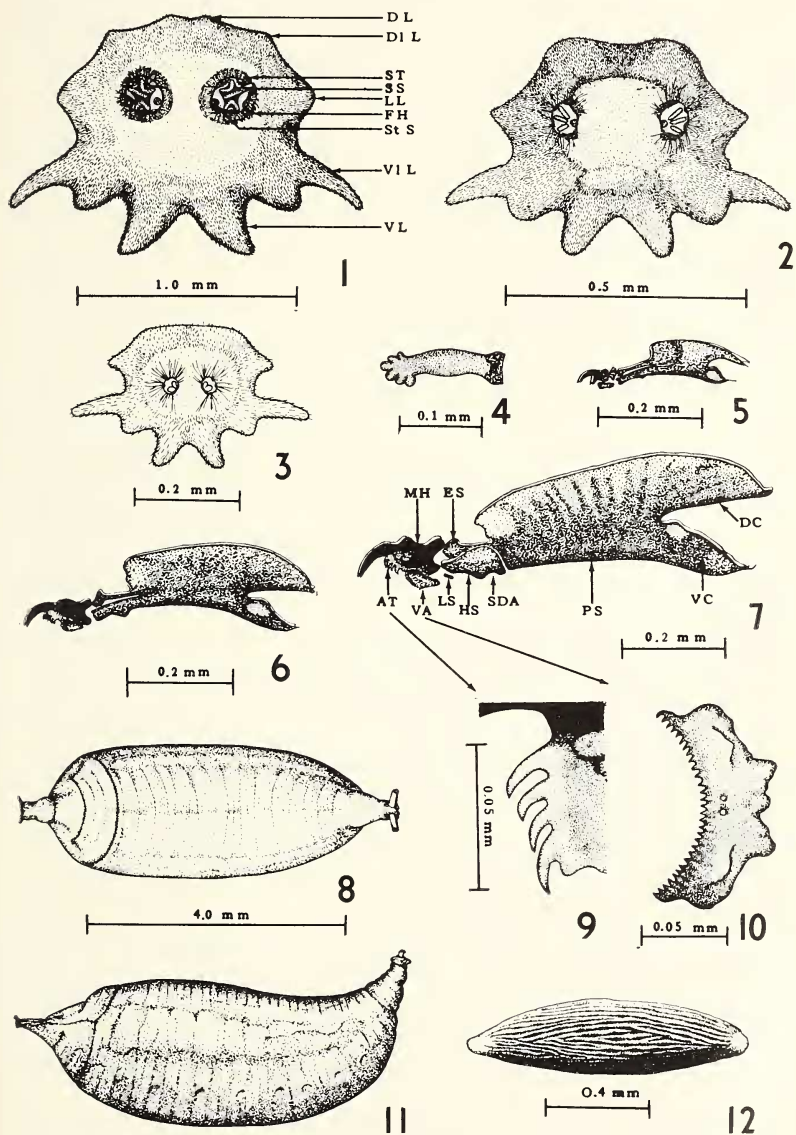 D L
Dl L
ST
SS
LL
FH
St S
Vl L
VL
1.0 mm
1
0.5 mm
2
0.2 mm
3
0.1 mm
4
0.2 mm
5
0.2 mm
6
MH ES
DC
AT VA LS HS SDA PS VC
0.2 mm
7
4.0 mm
8
0.05 mm
9
0.05 mm
10
11
0.4 mm
12